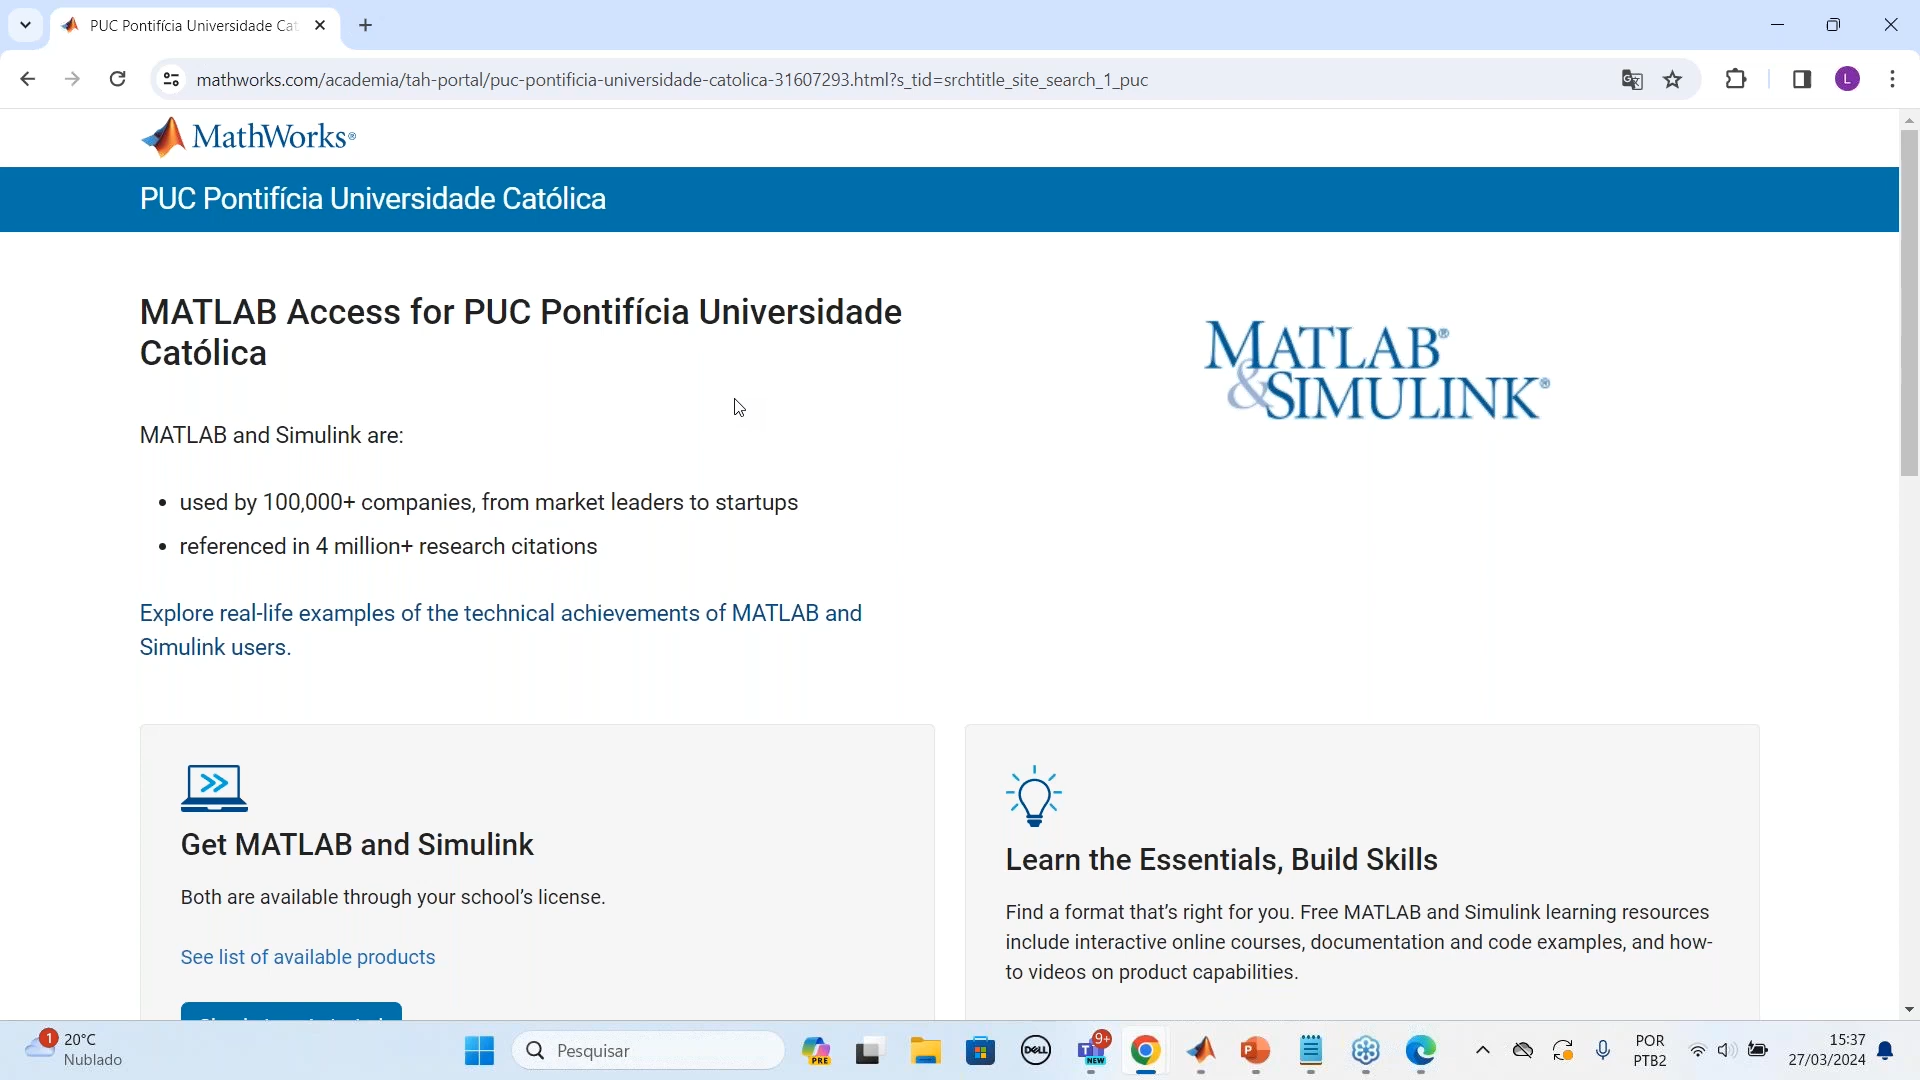 PUC Pontifícia Universidade Cat
mathworks.com/academia/tah-portal/puc-pontificia-universidade-catolica-31607293.html?s_tid=srchtitle_site_search_1_puc
L
MathWorks®
PUC Pontifícia Universidade Católica
MATLAB Access for PUC Pontifícia Universidade
Católica
MATLAB®
&SIMULINK®
MATLAB and Simulink are:
• used by 100,000+ companies, from market leaders to startups
• referenced in 4 million+ research citations
Explore real-life examples of the technical achievements of MATLAB and
Simulink users.
Get MATLAB and Simulink
Both are available through your school's license.
See list of available products
Learn the Essentials, Build Skills
Find a format that's right for you. Free MATLAB and Simulink learning resources
include interactive online courses, documentation and code examples, and how-
to videos on product capabilities.
1
20°C
Nublado
Pesquisar
PRE
DELL
9+
NEW
POR
PTB2
15:37
27/03/2024